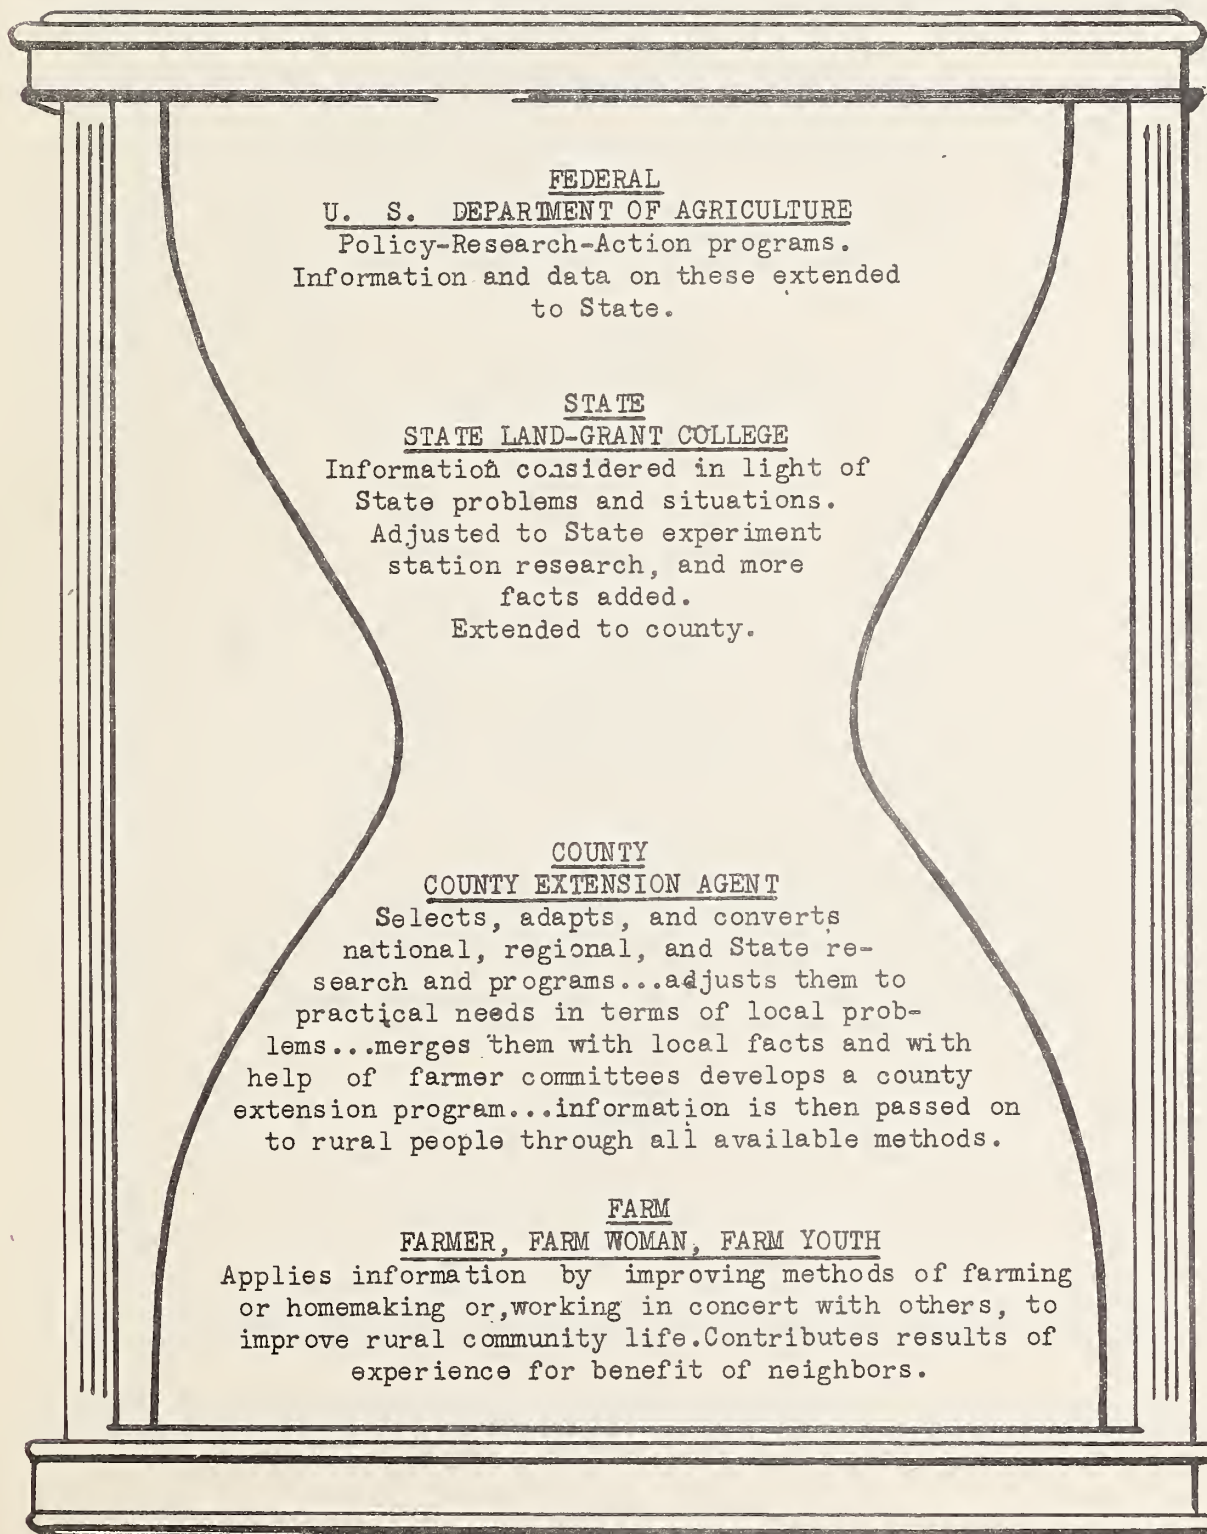 FEDERAL
U. S. DEPARTMENT OF AGRICULTURE
Policy-Research-Action programs.
Information and data on these extended
to State.
STATE
STATE LAND-GRANT COLLEGE
Information considered in light of
State problems and situations.
Adjusted to State experiment
station research, and more
facts added.
Extended to county.
COUNTY
COUNTY EXTENSION AGENT
Selects, adapts, and converts
national, regional, and State re-
search and programs...adjusts them to
practical needs in terms of local prob-
lems...merges them with local facts and with
help of farmer committees develops a county
extension program...information is then passed on
to rural people through all available methods.
FARM
FARMER, FARM WOMAN, FARM YOUTH
Applies information by improving methods of farming
or homemaking or,working in concert with others, to
improve rural community life.Contributes results of
experience for benefit of neighbors.